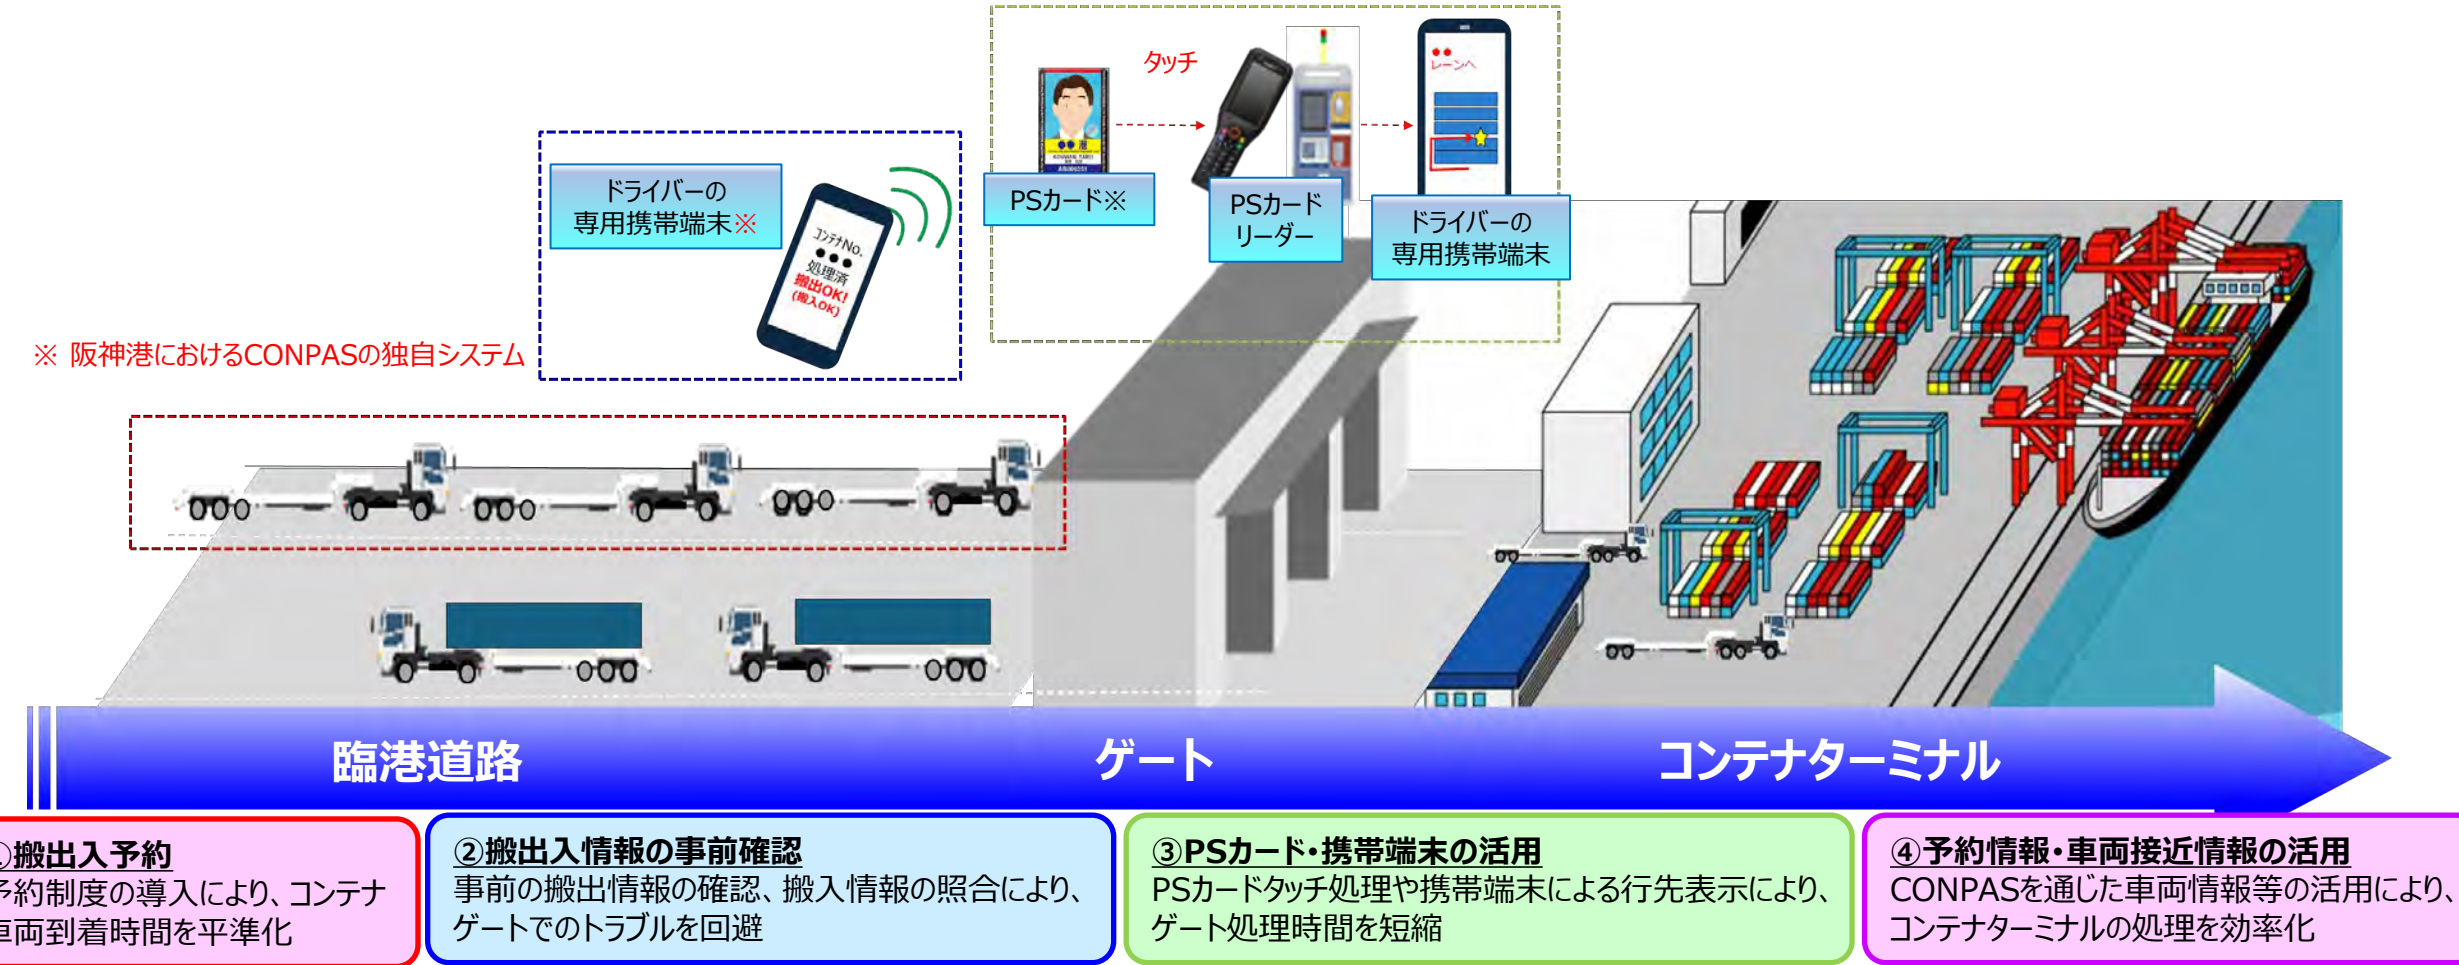 タッチ
●●
レーンへ
●● 港
PSカード※
PSカード
リーダー
ドライバーの
専用携帯端末
ドライバーの
専用携帯端末※
コンテナNo.
●●●
処理済
搬出OK!
(搬入OK)
※ 阪神港におけるCONPASの独自システム
臨港道路
ゲート
コンテナターミナル
搬出入予約
予約制度の導入により、コンテナ
車両到着時間を平準化
②搬出入情報の事前確認
事前の搬出情報の確認、搬入情報の照合により、
ゲートでのトラブルを回避
③PSカード・携帯端末の活用
PSカードタッチ処理や携帯端末による行先表示により、
ゲート処理時間を短縮
④予約情報・車両接近情報の活用
CONPASを通じた車両情報等の活用により、
コンテナターミナルの処理を効率化